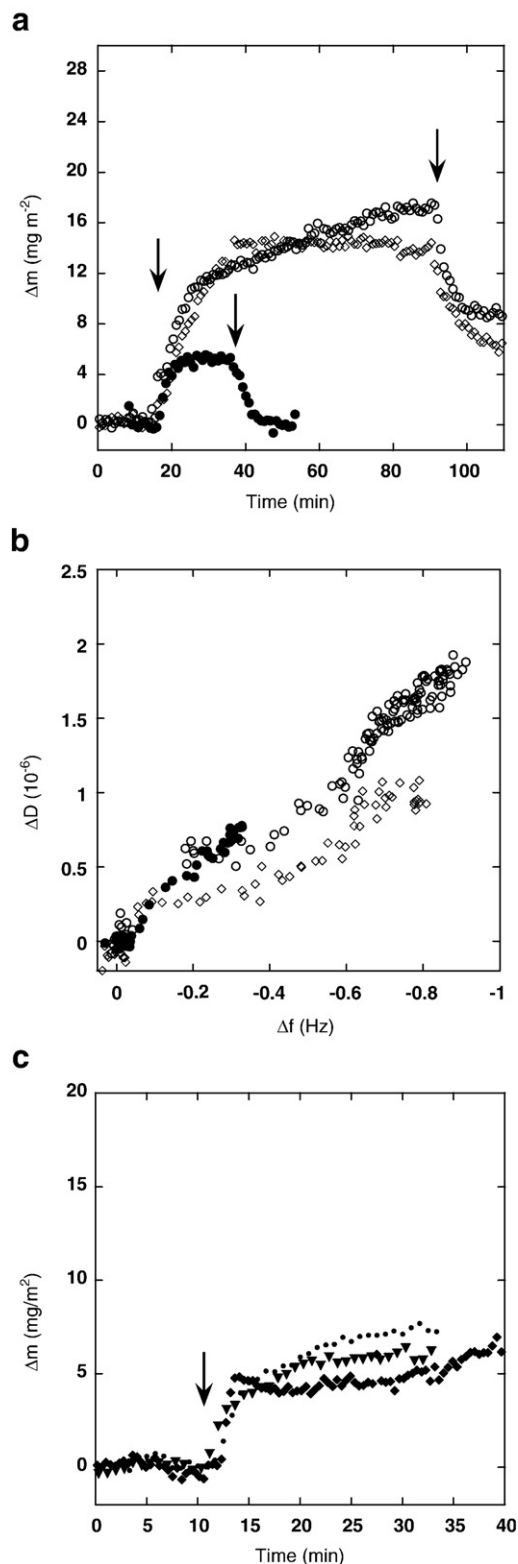 a
28
24
20
16
12
8
4
0
Δm (mg m⁻²)
0 20 40 60 80 100
Time (min)
b
2.5
2
1.5
1
0.5
0
ΔD (10⁻⁶)
0 -0.2 -0.4 -0.6 -0.8 -1
Δf (Hz)
c
20
15
10
5
0
Δm (mg/m²)
0 5 10 15 20 25 30 35 40
Time (min)